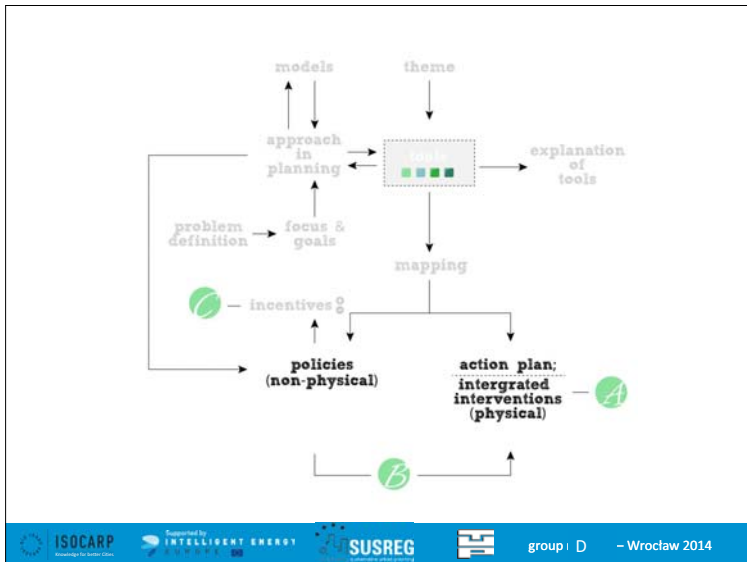 models
theme
approach
in
planning
tools
explanation
of
tools
problem
definition
focus &
goals
mapping
C
incentives
policies
(non-physical)
action plan;
intergrated
interventions
(physical)
A
B
ISOCARP
Knowledge for better Cities
Supported by
INTELLIGENT ENERGY
EUROPE
SUSREG
group D – Wrocław 2014